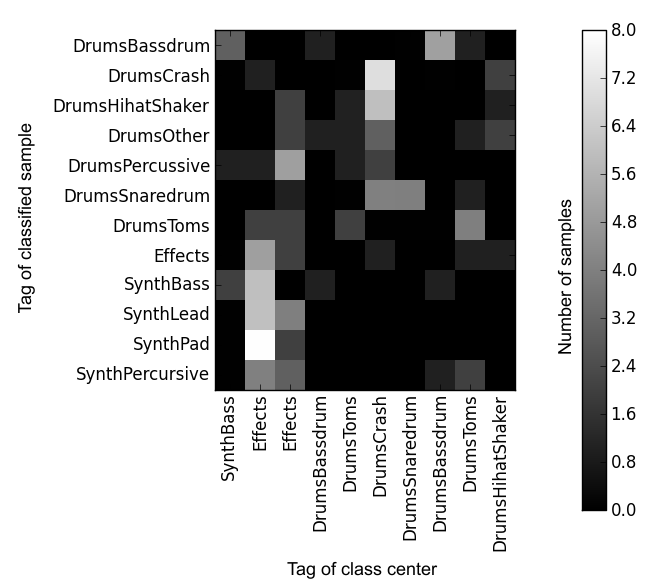 DrumsBassdrum
DrumsCrash
DrumsHihatShaker
DrumsOther
DrumsPercussive
DrumsSnaredrum
DrumsToms
Effects
SynthBass
SynthLead
SynthPad
SynthPercursive
Tag of classified sample
SynthBass
Effects
Effects
DrumsBassdrum
DrumsToms
DrumsCrash
DrumsSnaredrum
DrumsBassdrum
DrumsToms
DrumsHihatShaker
Tag of class center
8.0
7.2
6.4
5.6
4.8
4.0
3.2
2.4
1.6
0.8
0.0
Number of samples